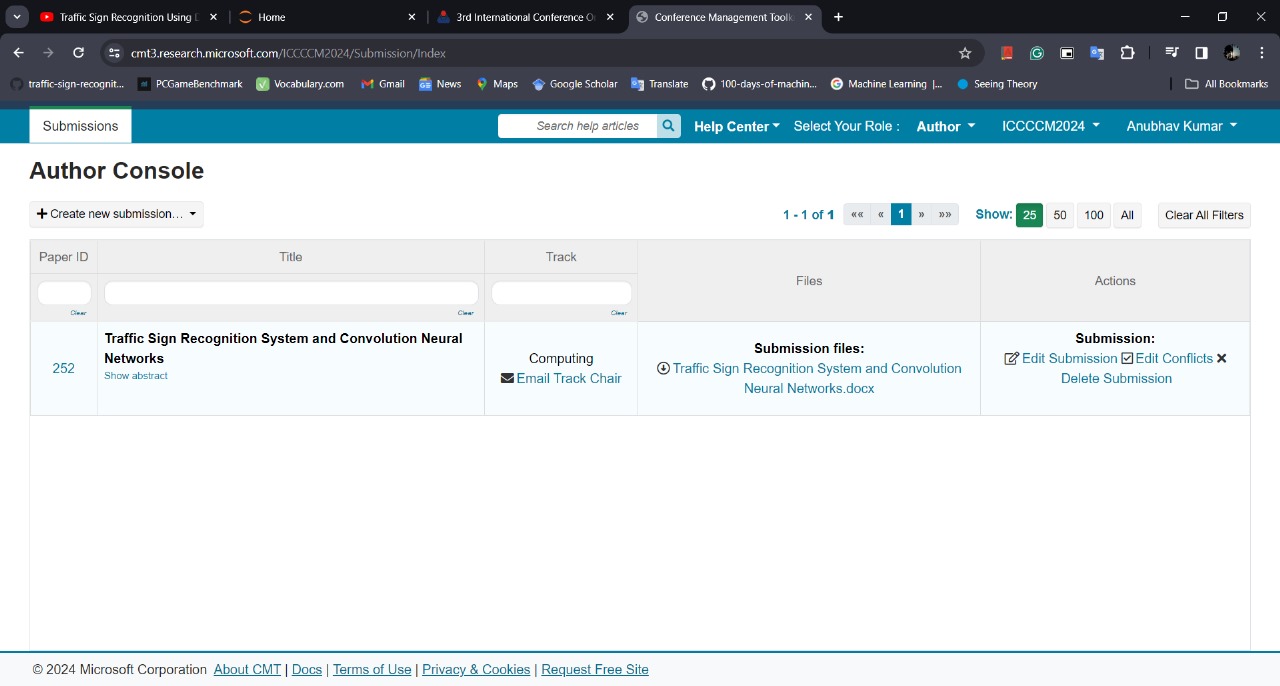 Traffic Sign Recognition Using D
Home
3rd International Conference O
Conference Management Toolk
cmt3.research.microsoft.com/ICCCCM2024/Submission/Index
traffic-sign-recognit...
PCGameBenchmark
Vocabulary.com
Gmail
News
Maps
Google Scholar
Translate
100-days-of-machin...
Machine Learning |...
Seeing Theory
All Bookmarks
Submissions
Search help articles
Help Center
Select Your Role :
Author
ICCCCM2024
Anubhav Kumar
Author Console
+ Create new submission...
1 - 1 of 1
«« « 1 » »»
Show: 25 50 100 All
Clear All Filters
Paper ID
Title
Track
Files
Actions
Clear
Clear
Clear
252
Traffic Sign Recognition System and Convolution Neural
Networks
Show abstract
Computing
Email Track Chair
Submission files:
Traffic Sign Recognition System and Convolution
Neural Networks.docx
Submission:
Edit Submission Edit Conflicts
Delete Submission
© 2024 Microsoft Corporation About CMT | Docs | Terms of Use | Privacy & Cookies | Request Free Site